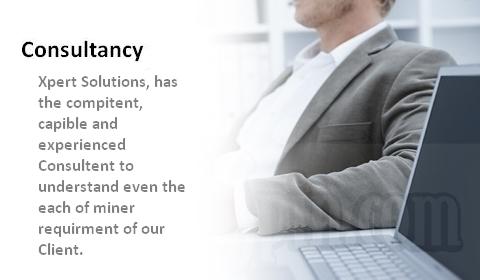 Consultancy
Xpert Solutions, has
the compitent,
capible and
experienced
Consultent to
understand even the
each of miner
requirment of our
Client.